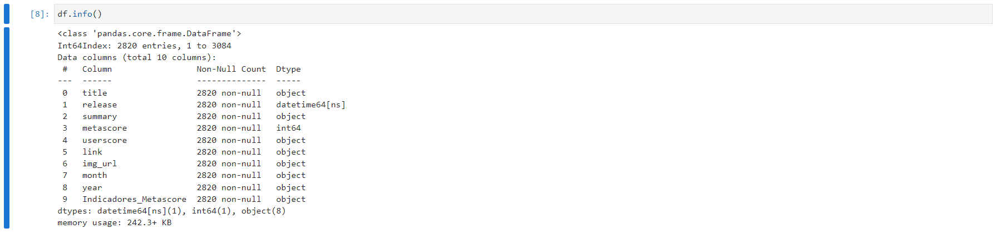 [8]: df.info()
<class 'pandas.core.frame.DataFrame'>
Int64Index: 2820 entries, 1 to 3084
Data columns (total 10 columns):
 #   Column                 Non-Null Count  Dtype
---  ------                 --------------  -----
 0   title                  2820 non-null   object
 1   release                2820 non-null   datetime64[ns]
 2   summary                2820 non-null   object
 3   metascore              2820 non-null   int64
 4   userscore              2820 non-null   object
 5   link                   2820 non-null   object
 6   img_url                2820 non-null   object
 7   month                  2820 non-null   object
 8   year                   2820 non-null   object
 9   Indicadores_Metascore  2820 non-null   object
dtypes: datetime64[ns](1), int64(1), object(8)
memory usage: 242.3+ KB